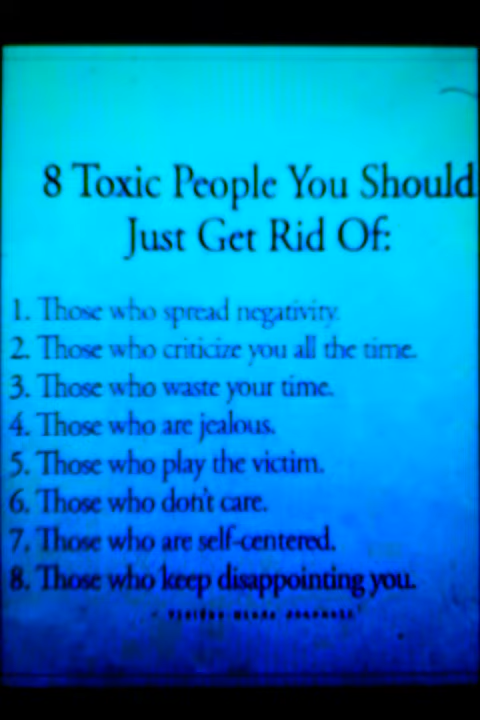 8 Toxic People You Should
Just Get Rid Of:
1. Those who spread negativity.
2. Those who criticize you all the time.
3. Those who waste your time.
4. Those who are jealous.
5. Those who play the victim.
6. Those who don't care.
7. Those who are self-centered.
8. Those who keep disappointing you.